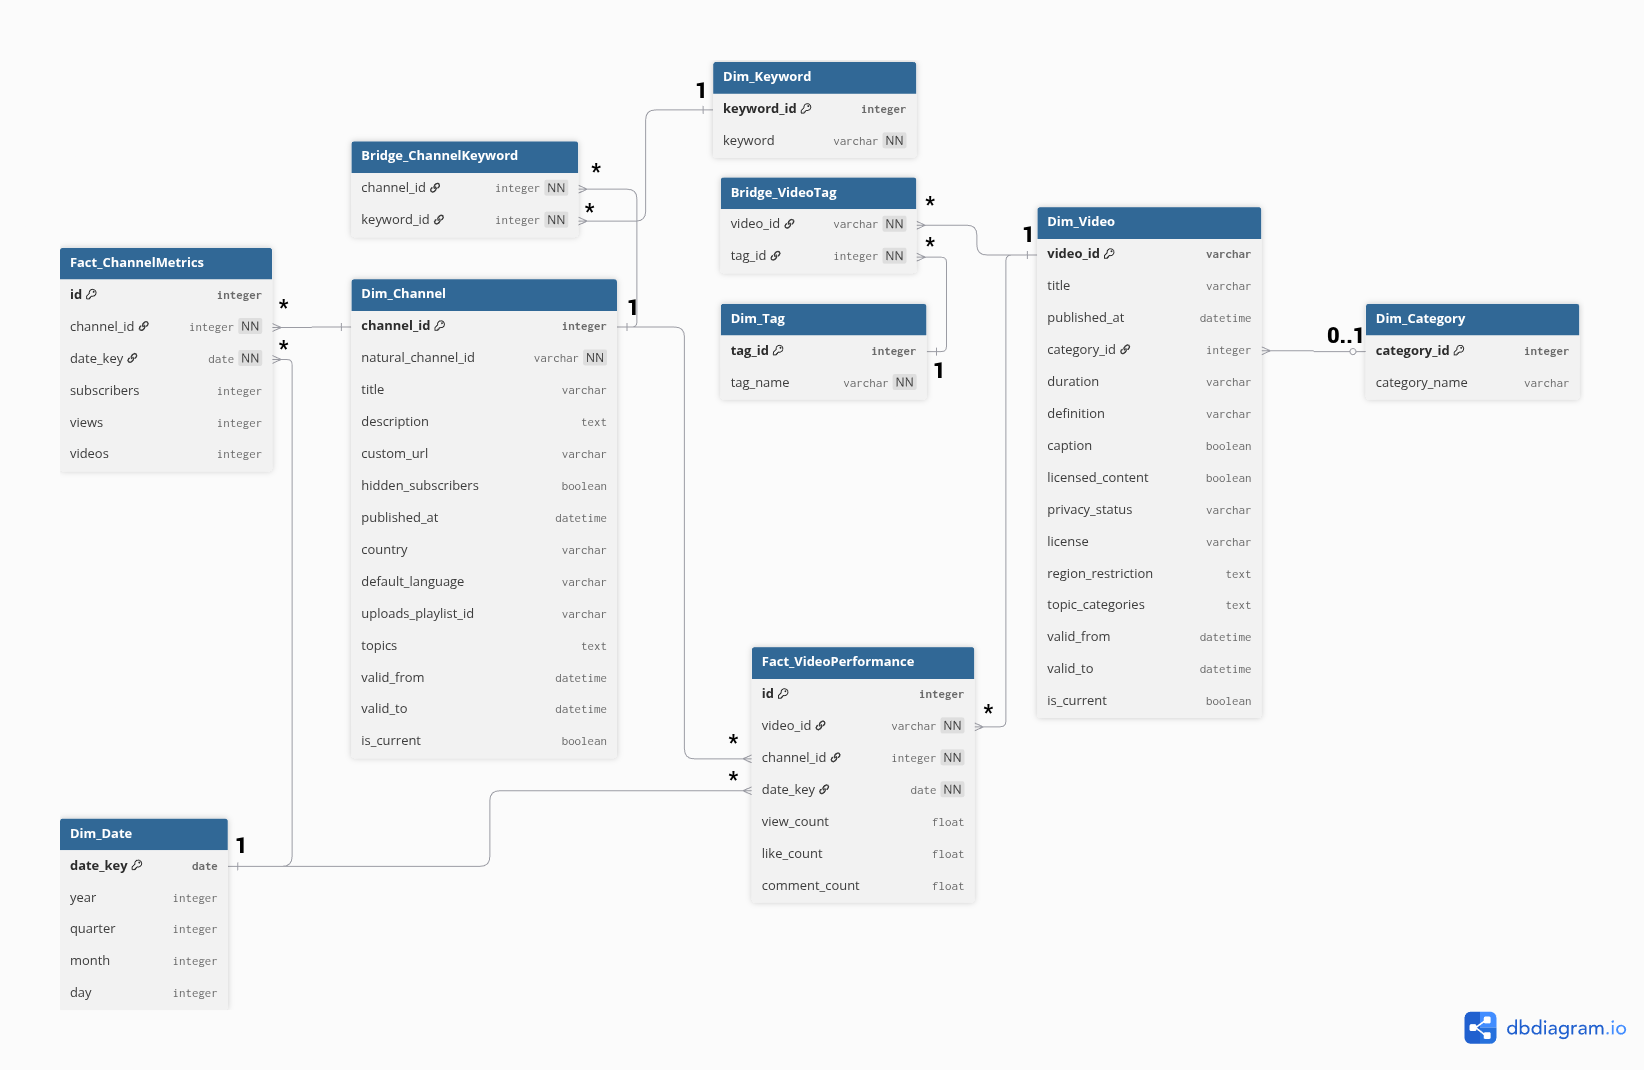 Dim_Keyword
1
keyword_id integer
keyword varchar NN
Bridge_ChannelKeyword
channel_id integer NN *
keyword_id integer NN *
Bridge_VideoTag
video_id varchar NN *
tag_id integer NN *
Dim_Video
1
video_id varchar
title varchar
published_at datetime
category_id integer
duration varchar
definition varchar
caption boolean
licensed_content boolean
privacy_status varchar
license varchar
region_restriction text
topic_categories text
valid_from datetime
valid_to datetime
is_current boolean
Fact_ChannelMetrics
id integer
channel_id integer NN *
date_key date NN *
subscribers integer
views integer
videos integer
Dim_Channel
1
channel_id integer
natural_channel_id varchar NN
title varchar
description text
custom_url varchar
hidden_subscribers boolean
published_at datetime
country varchar
default_language varchar
uploads_playlist_id varchar
topics text
valid_from datetime
valid_to datetime
is_current boolean
Dim_Tag
tag_id integer
1
tag_name varchar NN
Dim_Category
0..1
category_id integer
category_name varchar
Fact_VideoPerformance
id integer
video_id varchar NN *
* channel_id integer NN
* date_key date NN
view_count float
like_count float
comment_count float
Dim_Date
1
date_key date
year integer
quarter integer
month integer
day integer
dbdiagram.io